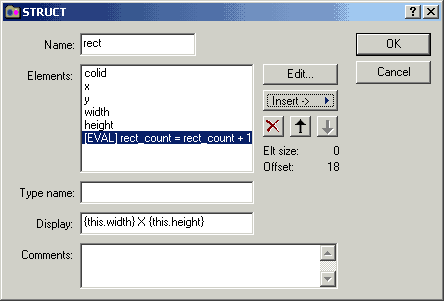 STRUCT
Name: rect
OK
Cancel
Elements:
colid
x
y
width
height
[EVAL] rect_count = rect_count + 1
Edit...
Insert ->
Elt size: 0
Offset: 18
Type name:
Display: {this.width} X {this.height}
Comments: